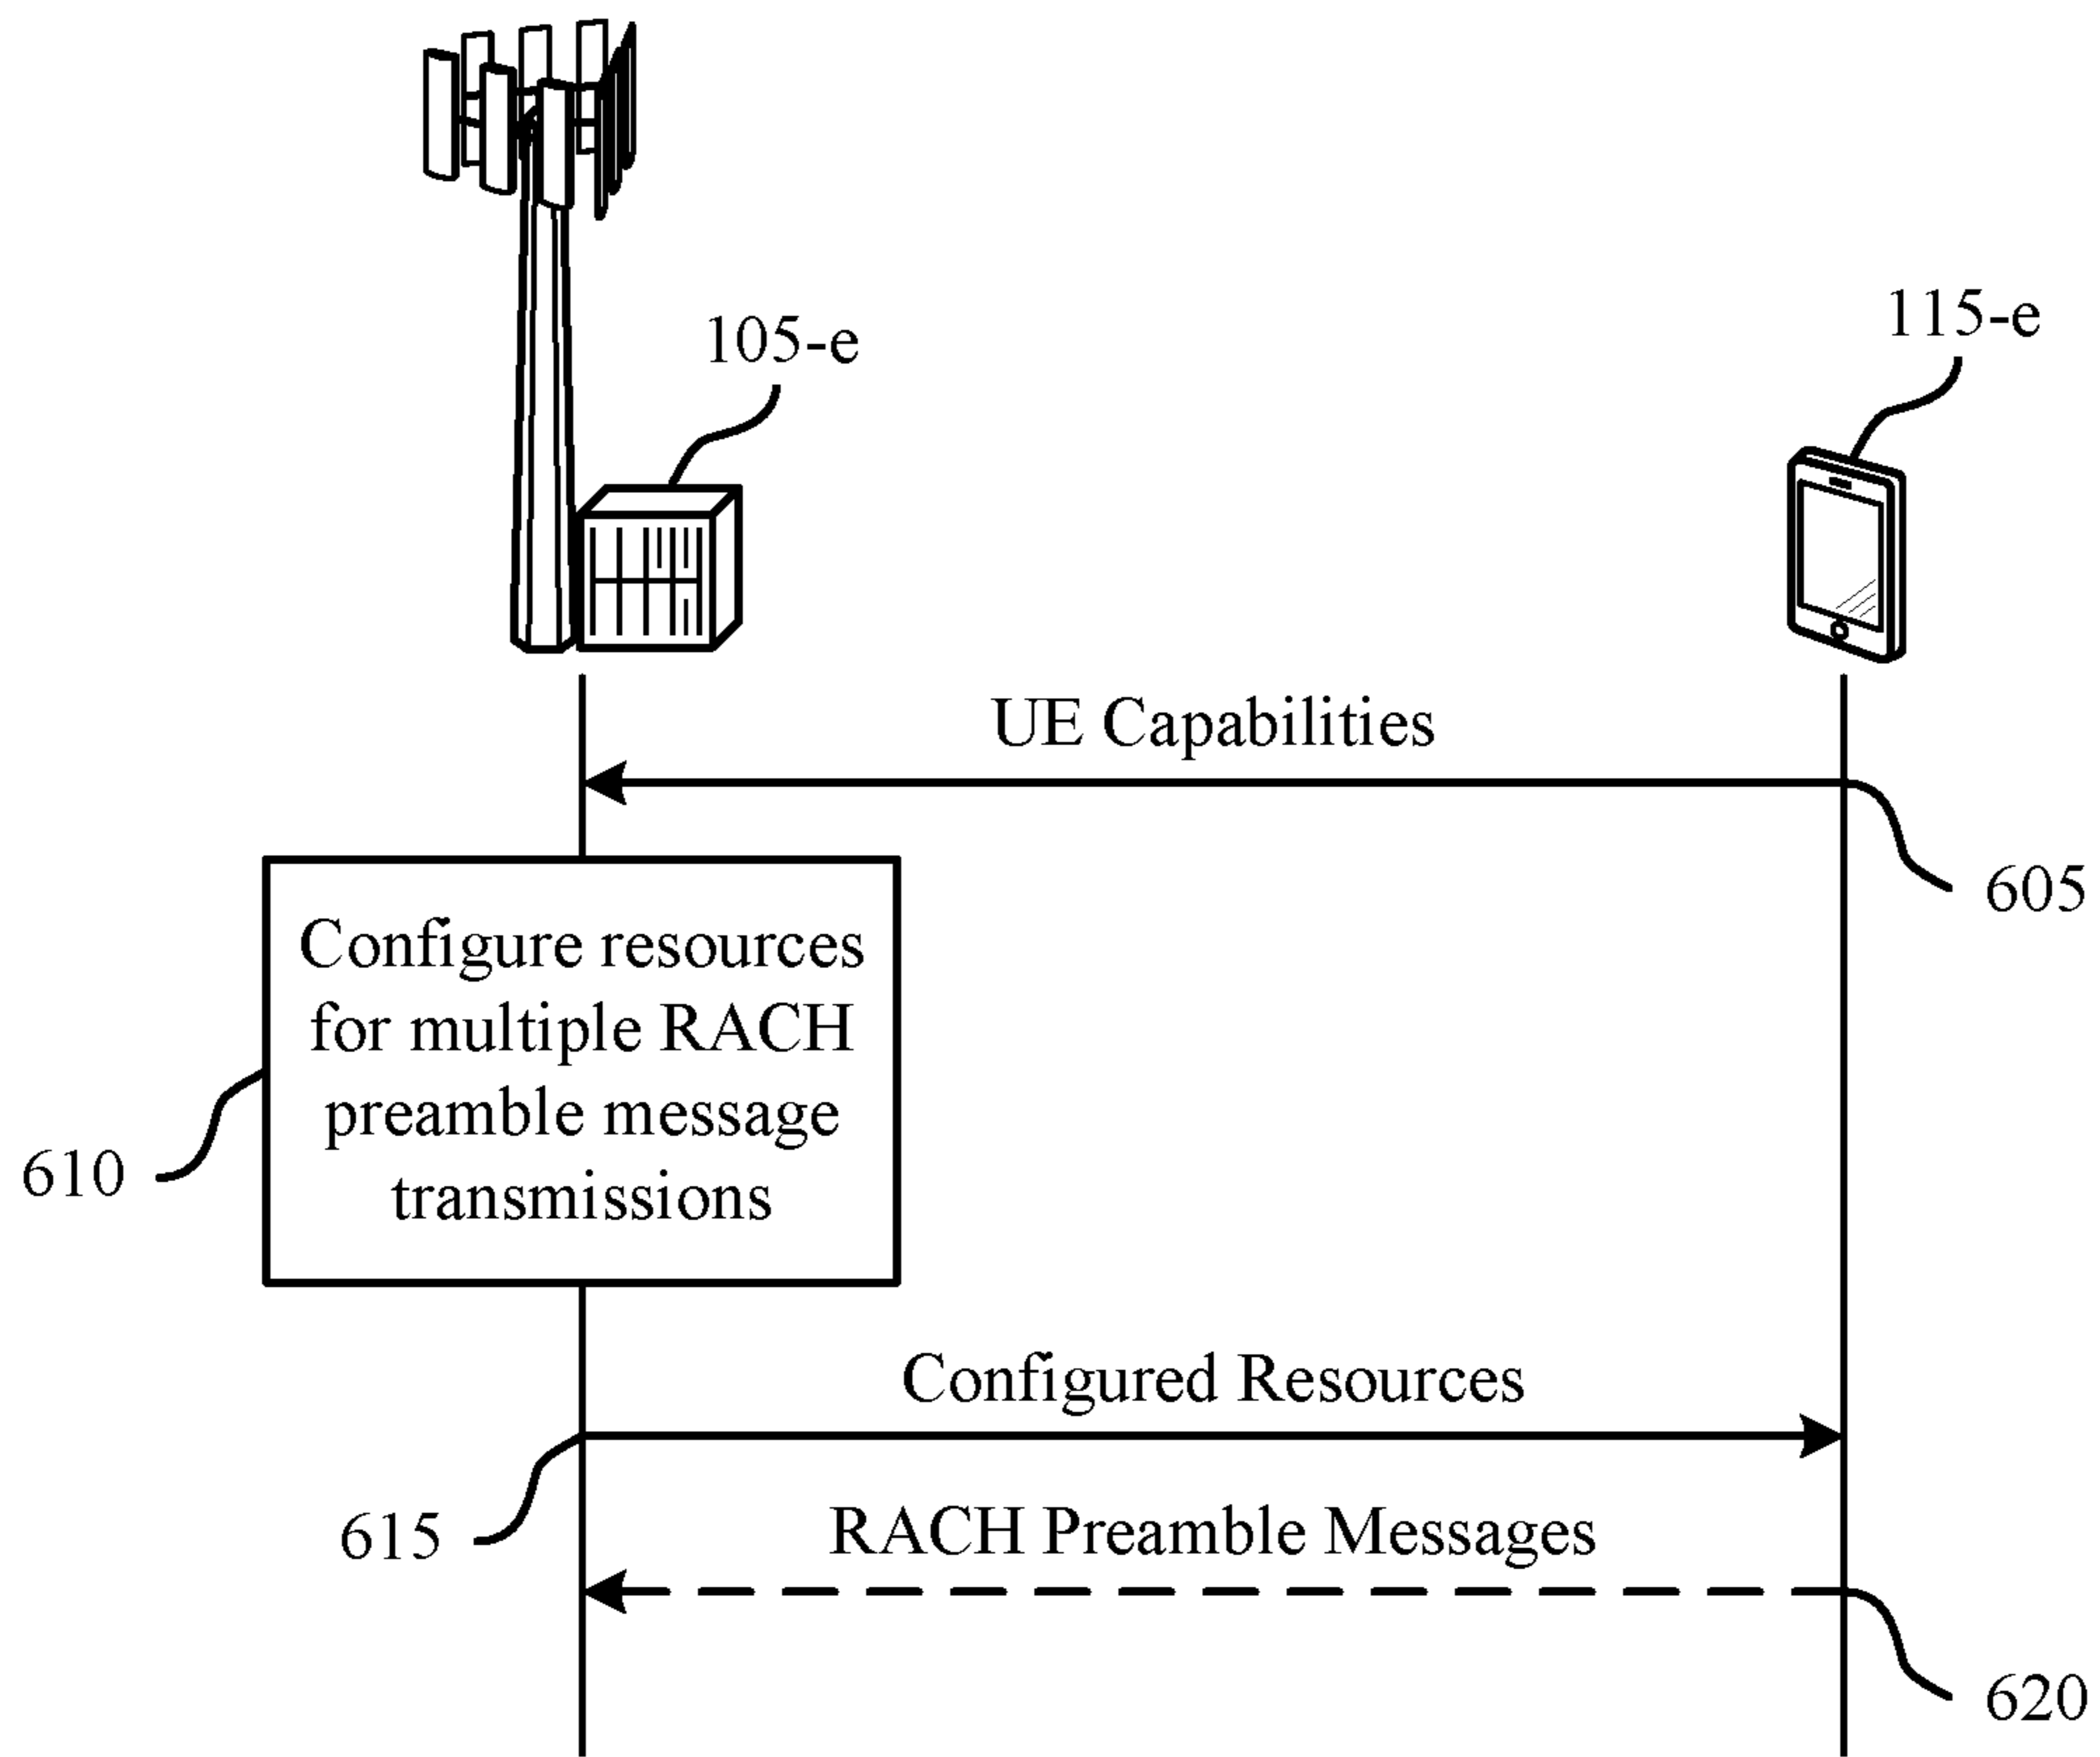 105-e
115-e
UE Capabilities
605
Configure resources
for multiple RACH
preamble message
transmissions
610
Configured Resources
615
RACH Preamble Messages
620